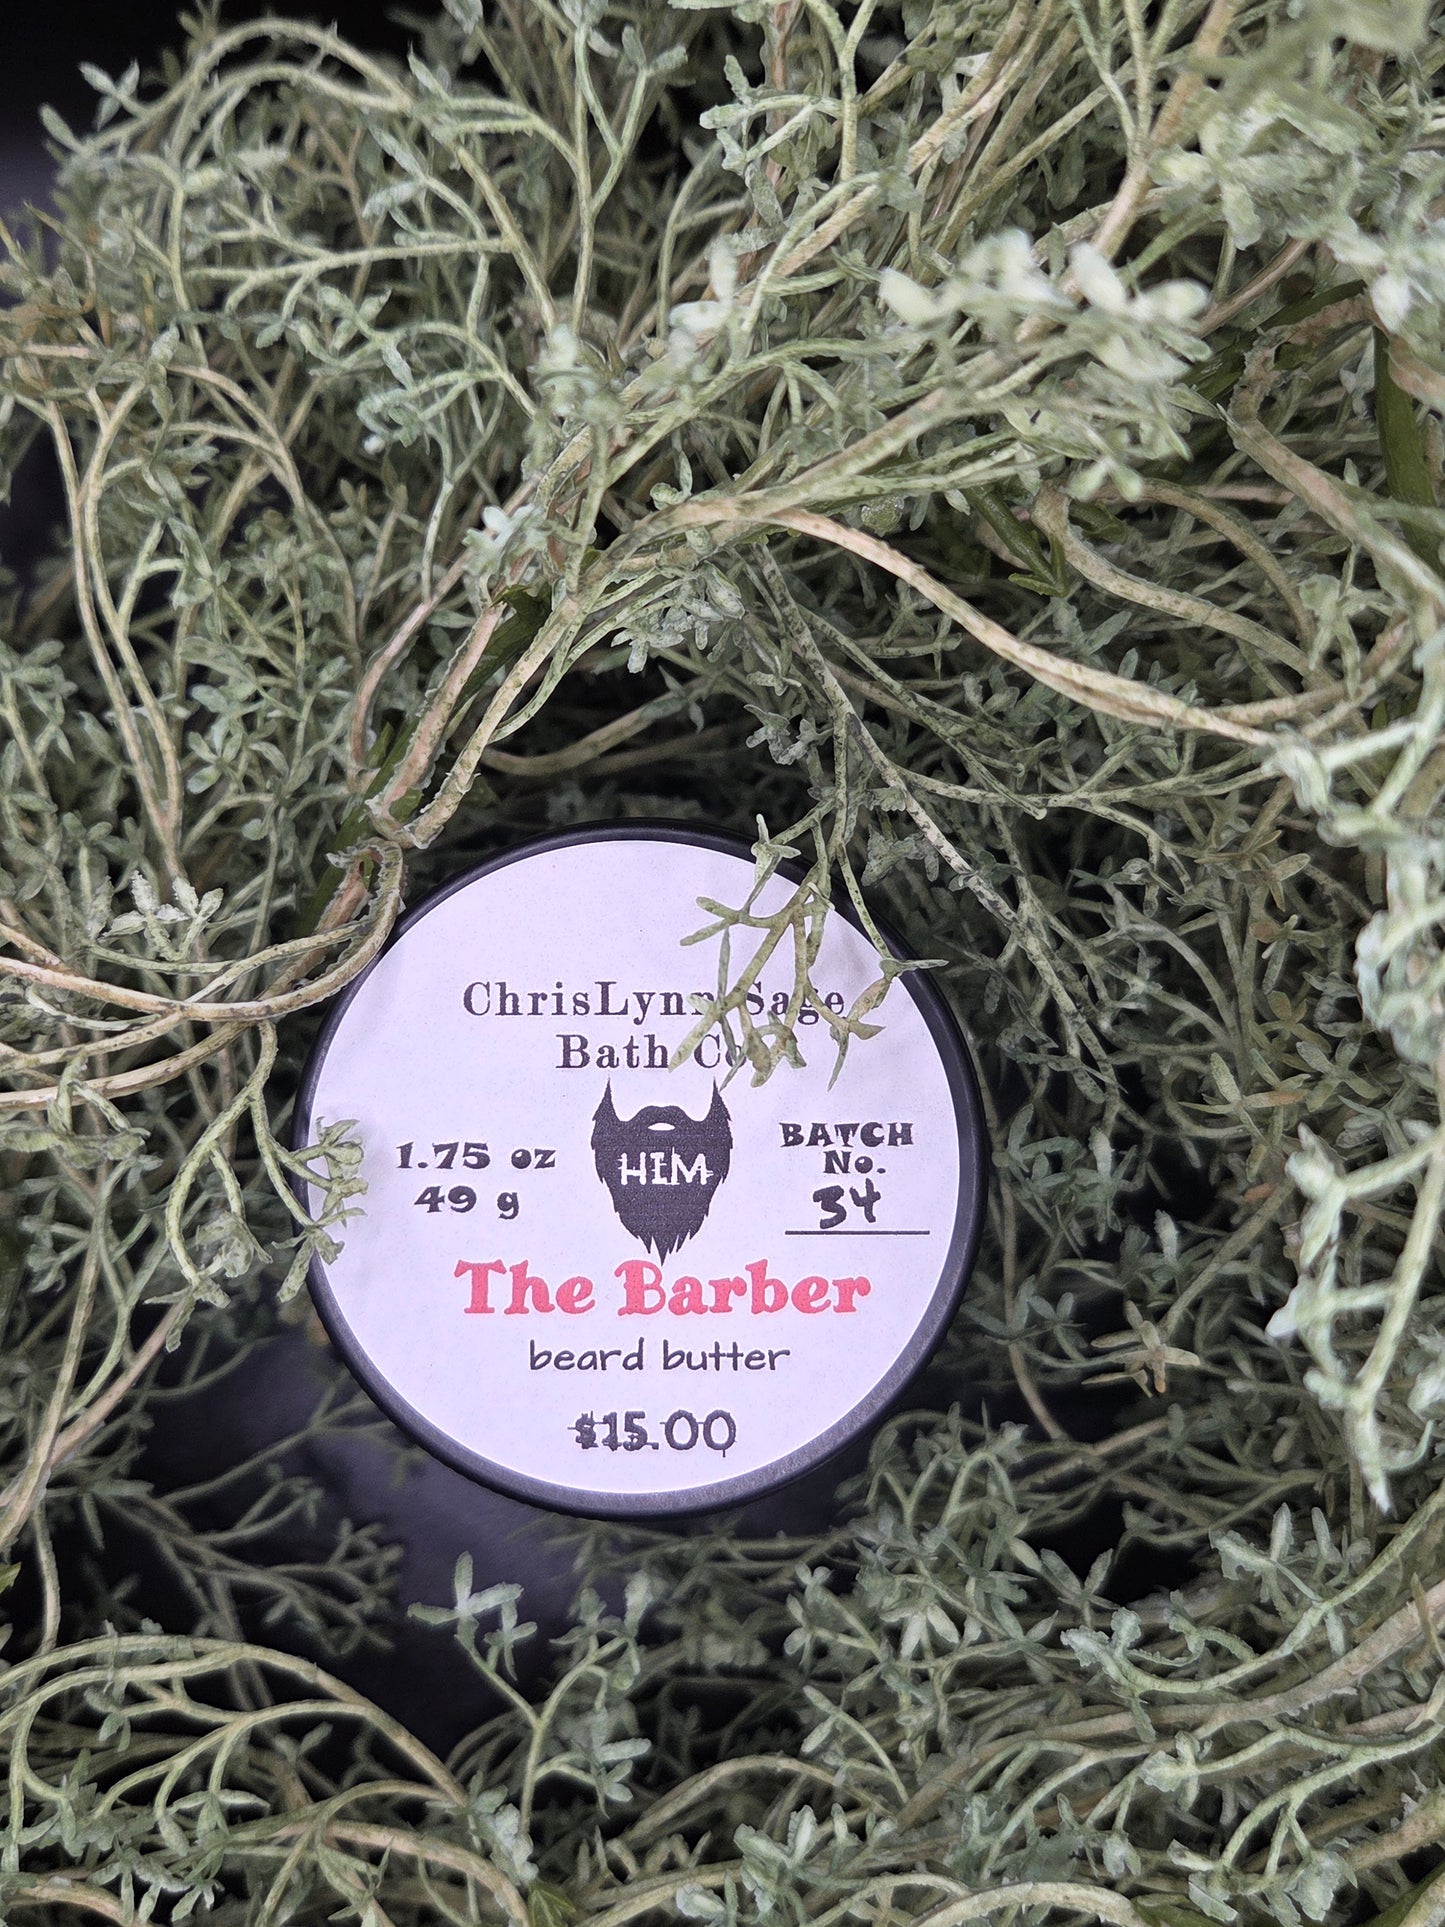 ChrisLynn Sage
Bath Co
HIM
1.75 oz
49 g
BATCH
No.
34
The Barber
beard butter
$15.00